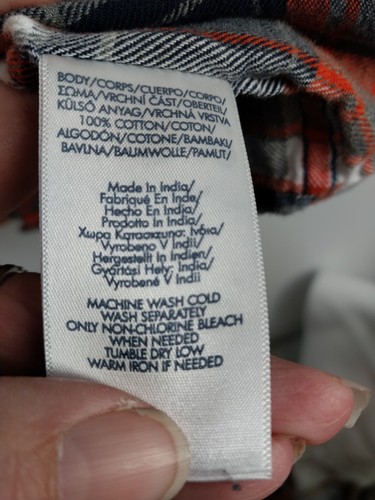 BODY/CORPS/CUERPO/CORPO/
ΣΩΜΑ/VRCHNÍ ČÁST/OBERTEIL/
KÜLSŐ ANYAG/VRCHNÁ VRSTVA
100% COTTON/COTON/
ALGODÓN/COTONE/BAMBAKI/
BAVLNA/BAUMWOLLE/PAMUT/
Made in India/
Fabriqué En Inde/
Hecho En India/
Prodotto In India/
Χωρα Κατασκευης: Ινδια/
Vyrobeno V Indii/
Hergestellt in Indien/
Gyártási Hely: India/
Vyrobené V Indii
MACHINE WASH COLD
WASH SEPARATELY
ONLY NON-CHLORINE BLEACH
WHEN NEEDED
TUMBLE DRY LOW
WARM IRON IF NEEDED